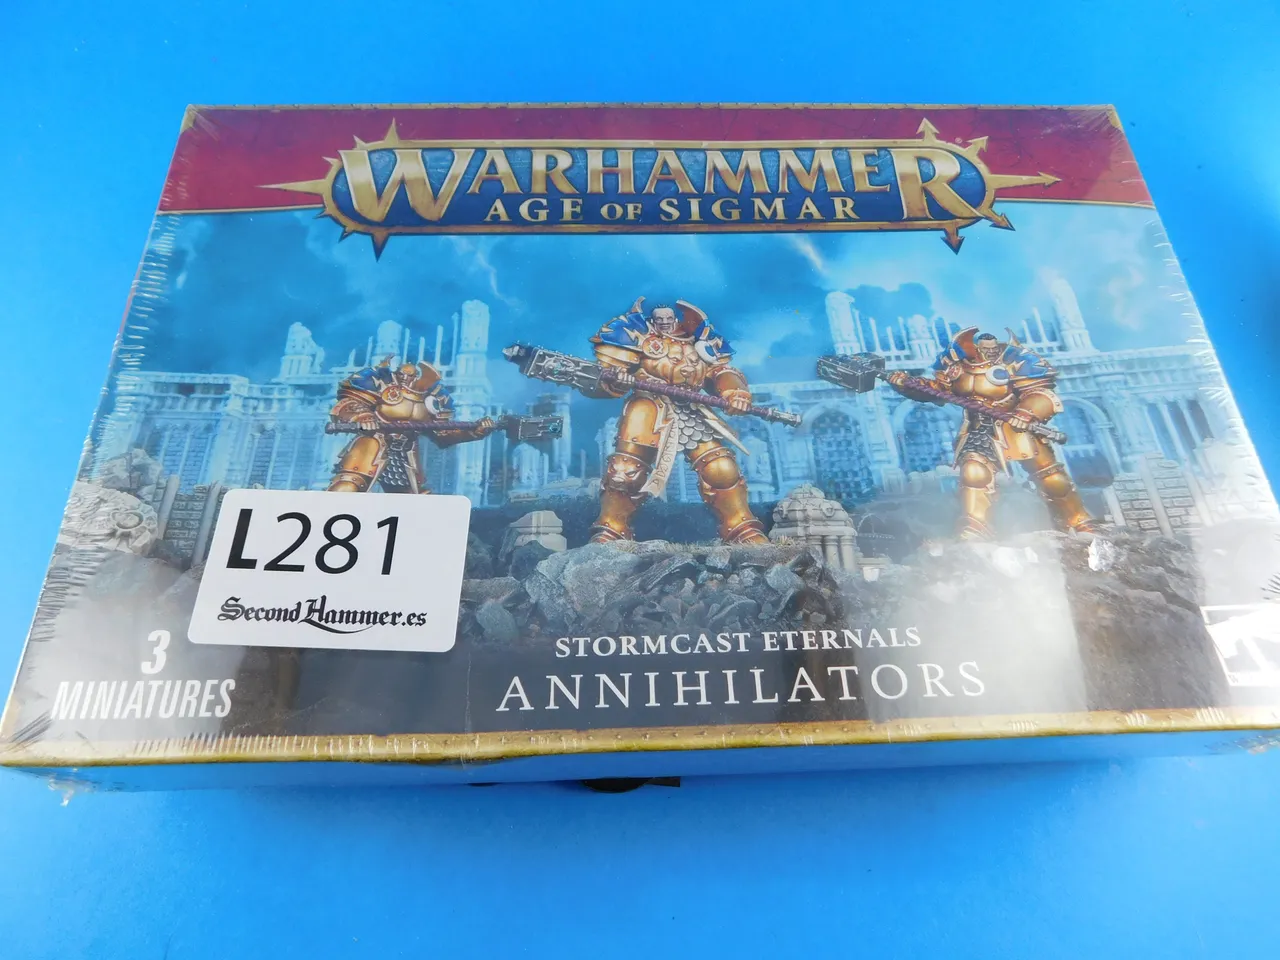 WARHAMMER
AGE OF SIGMAR
L281
SecondHammer.es
3
MINIATURES
STORMCAST ETERNALS
ANNIHILATORS